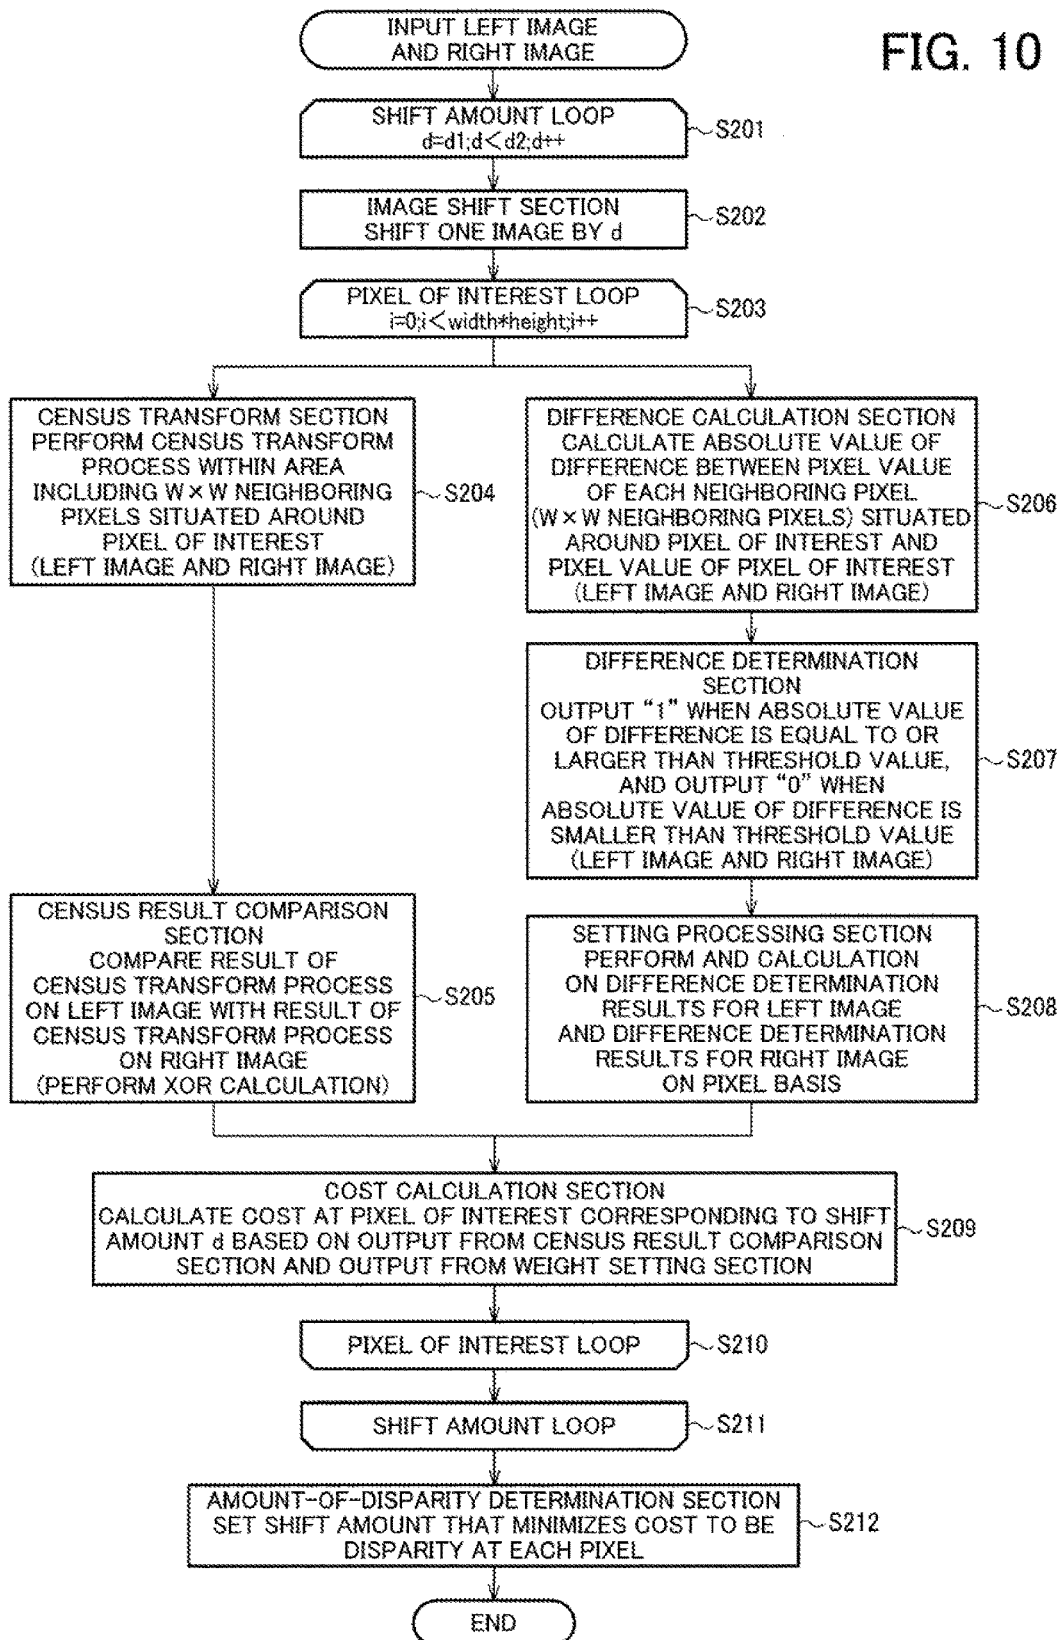 FIG. 10
INPUT LEFT IMAGE
AND RIGHT IMAGE
SHIFT AMOUNT LOOP
d=d1;d<d2;d++
S201
IMAGE SHIFT SECTION
SHIFT ONE IMAGE BY d
S202
PIXEL OF INTEREST LOOP
i=0;i<width*height;i++
S203
CENSUS TRANSFORM SECTION
PERFORM CENSUS TRANSFORM
PROCESS WITHIN AREA
INCLUDING W×W NEIGHBORING
PIXELS SITUATED AROUND
PIXEL OF INTEREST
(LEFT IMAGE AND RIGHT IMAGE)
S204
DIFFERENCE CALCULATION SECTION
CALCULATE ABSOLUTE VALUE OF
DIFFERENCE BETWEEN PIXEL VALUE
OF EACH NEIGHBORING PIXEL
(W×W NEIGHBORING PIXELS) SITUATED
AROUND PIXEL OF INTEREST AND
PIXEL VALUE OF PIXEL OF INTEREST
(LEFT IMAGE AND RIGHT IMAGE)
S206
DIFFERENCE DETERMINATION
SECTION
OUTPUT “1” WHEN ABSOLUTE VALUE
OF DIFFERENCE IS EQUAL TO OR
LARGER THAN THRESHOLD VALUE,
AND OUTPUT “0” WHEN
ABSOLUTE VALUE OF DIFFERENCE IS
SMALLER THAN THRESHOLD VALUE
(LEFT IMAGE AND RIGHT IMAGE)
S207
CENSUS RESULT COMPARISON
SECTION
COMPARE RESULT OF
CENSUS TRANSFORM PROCESS
ON LEFT IMAGE WITH RESULT OF
CENSUS TRANSFORM PROCESS
ON RIGHT IMAGE
(PERFORM XOR CALCULATION)
S205
SETTING PROCESSING SECTION
PERFORM AND CALCULATION
ON DIFFERENCE DETERMINATION
RESULTS FOR LEFT IMAGE
AND DIFFERENCE DETERMINATION
RESULTS FOR RIGHT IMAGE
ON PIXEL BASIS
S208
COST CALCULATION SECTION
CALCULATE COST AT PIXEL OF INTEREST CORRESPONDING TO SHIFT
AMOUNT d BASED ON OUTPUT FROM CENSUS RESULT COMPARISON
SECTION AND OUTPUT FROM WEIGHT SETTING SECTION
S209
PIXEL OF INTEREST LOOP
S210
SHIFT AMOUNT LOOP
S211
AMOUNT-OF-DISPARITY DETERMINATION SECTION
SET SHIFT AMOUNT THAT MINIMIZES COST TO BE
DISPARITY AT EACH PIXEL
S212
END